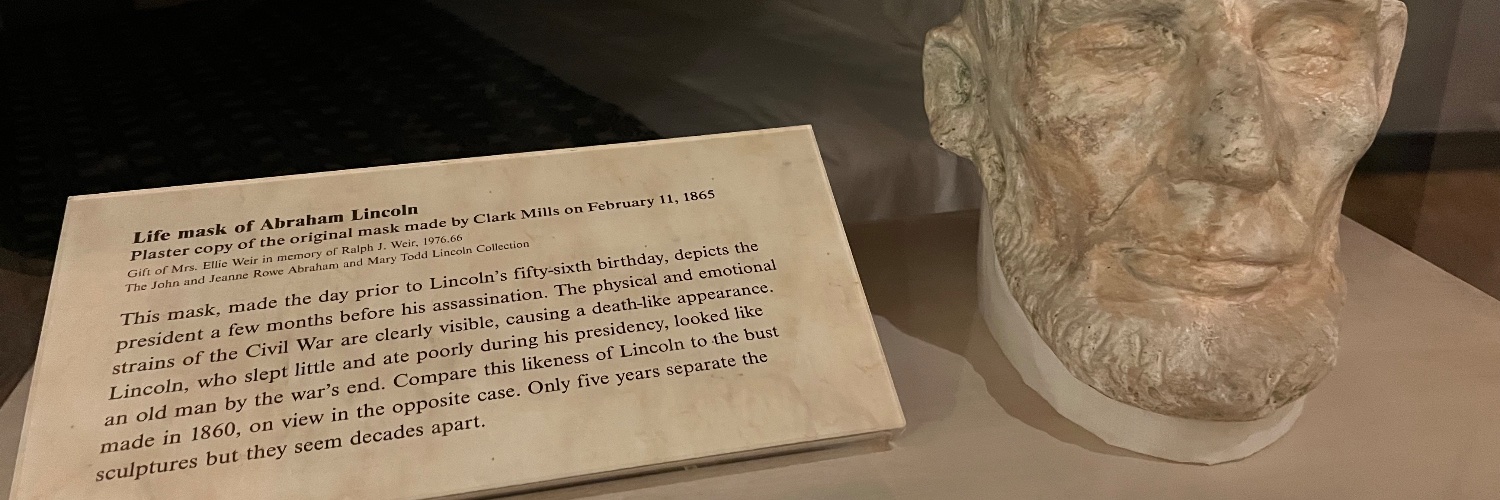 Life mask of Abraham Lincoln
Plaster copy of the original mask made by Clark Mills on February 11, 1865
Gift of Mrs. Ellie Weir in memory of Ralph J. Weir, 1976.66
The John and Jeanne Rowe Abraham and Mary Todd Lincoln Collection
This mask, made the day prior to Lincoln's fifty-sixth birthday, depicts the
president a few months before his assassination. The physical and emotional
strains of the Civil War are clearly visible, causing a death-like appearance.
Lincoln, who slept little and ate poorly during his presidency, looked like
an old man by the war's end. Compare this likeness of Lincoln to the bust
made in 1860, on view in the opposite case. Only five years separate the
sculptures but they seem decades apart.